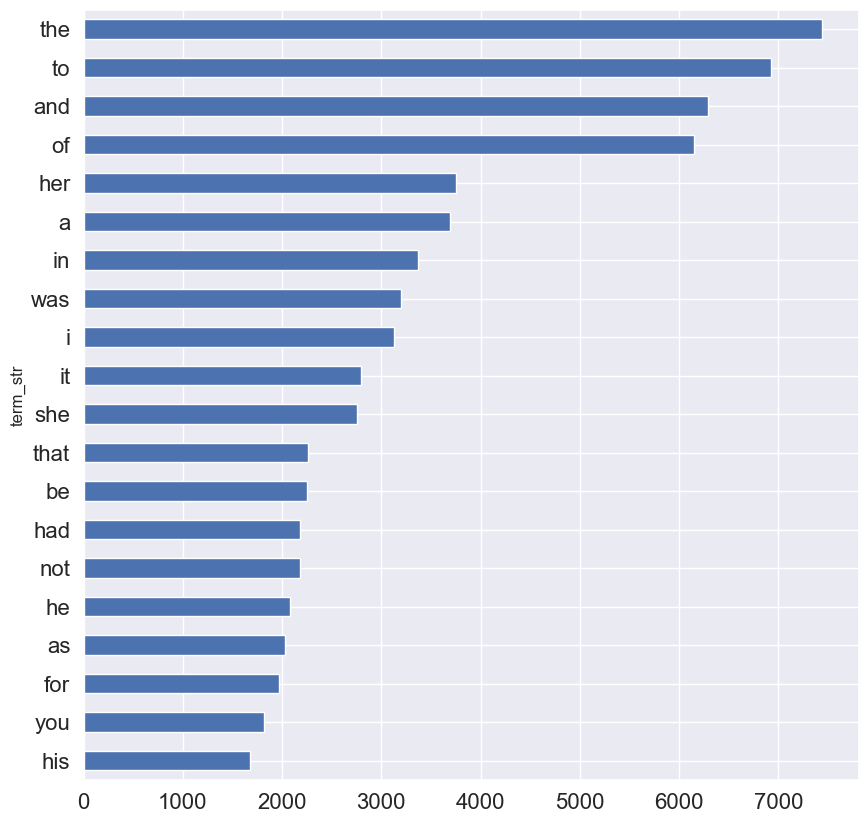 the
to
and
of
her
a
in
was
i
it
she
that
be
had
not
he
as
for
you
his
term_str
0 1000 2000 3000 4000 5000 6000 7000